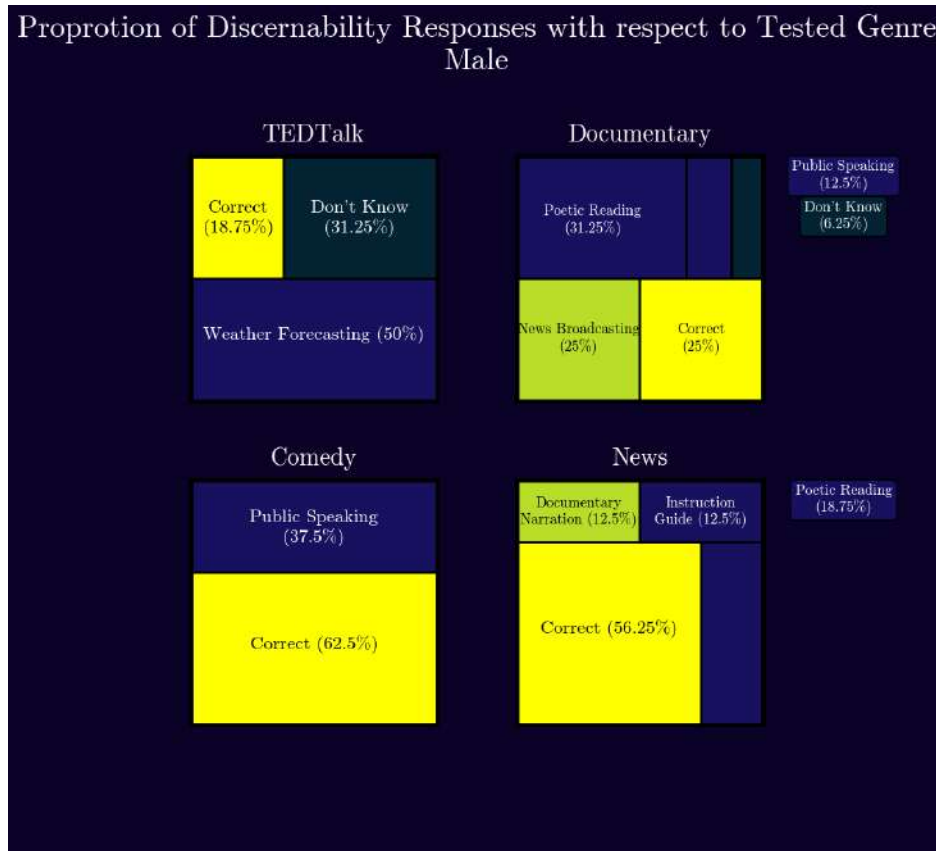 Proprotion of Discernability Responses with respect to Tested Genre
Male
TEDTalk
Correct
(18.75%)
Don't Know
(31.25%)
Weather Forecasting (50%)
Documentary
Poetic Reading
(31.25%)
Public Speaking
(12.5%)
Don't Know
(6.25%)
News Broadcasting
(25%)
Correct
(25%)
Comedy
Public Speaking
(37.5%)
Correct (62.5%)
News
Documentary
Narration (12.5%)
Instruction
Guide (12.5%)
Poetic Reading
(18.75%)
Correct (56.25%)